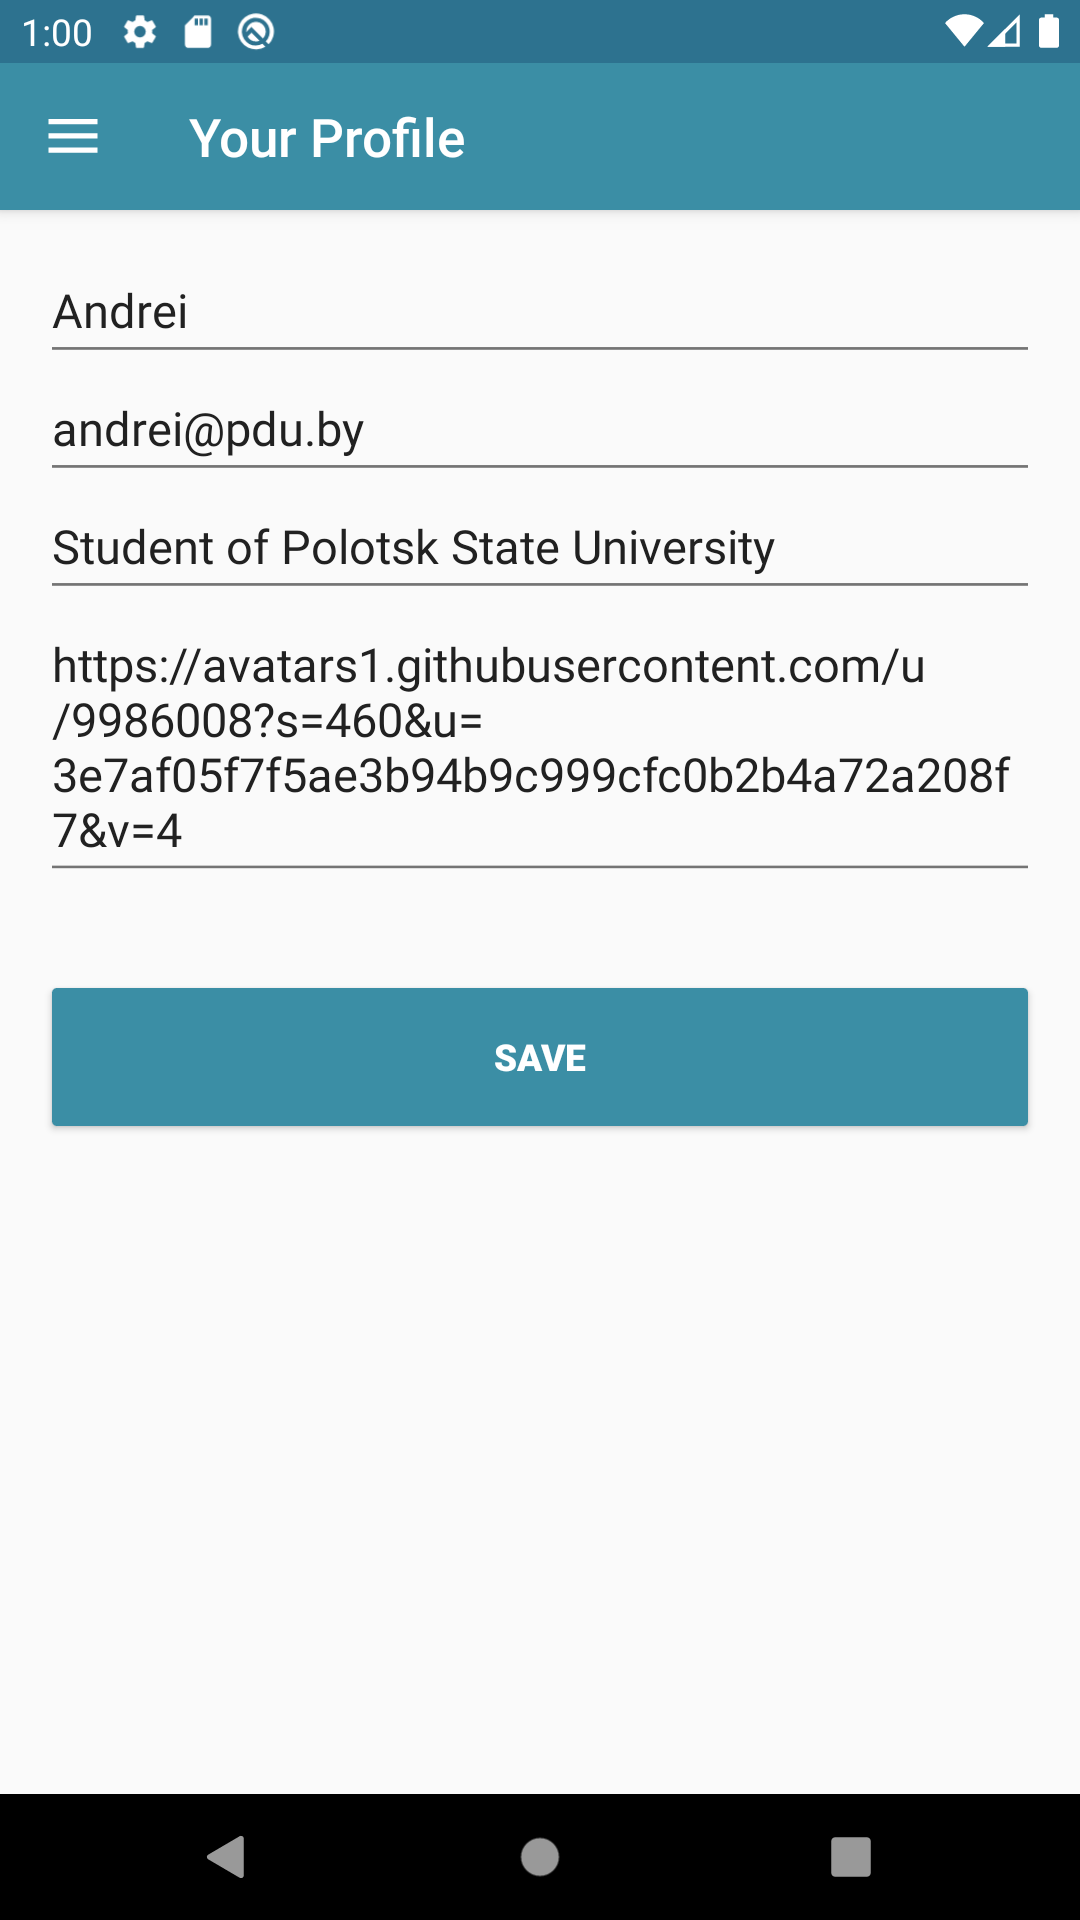 1:00
Your Profile
Andrei
andrei@pdu.by
Student of Polotsk State University
https://avatars1.githubusercontent.com/u
/9986008?s=460&u=
3e7af05f7f5ae3b94b9c999cfc0b2b4a72a208f
7&v=4
SAVE